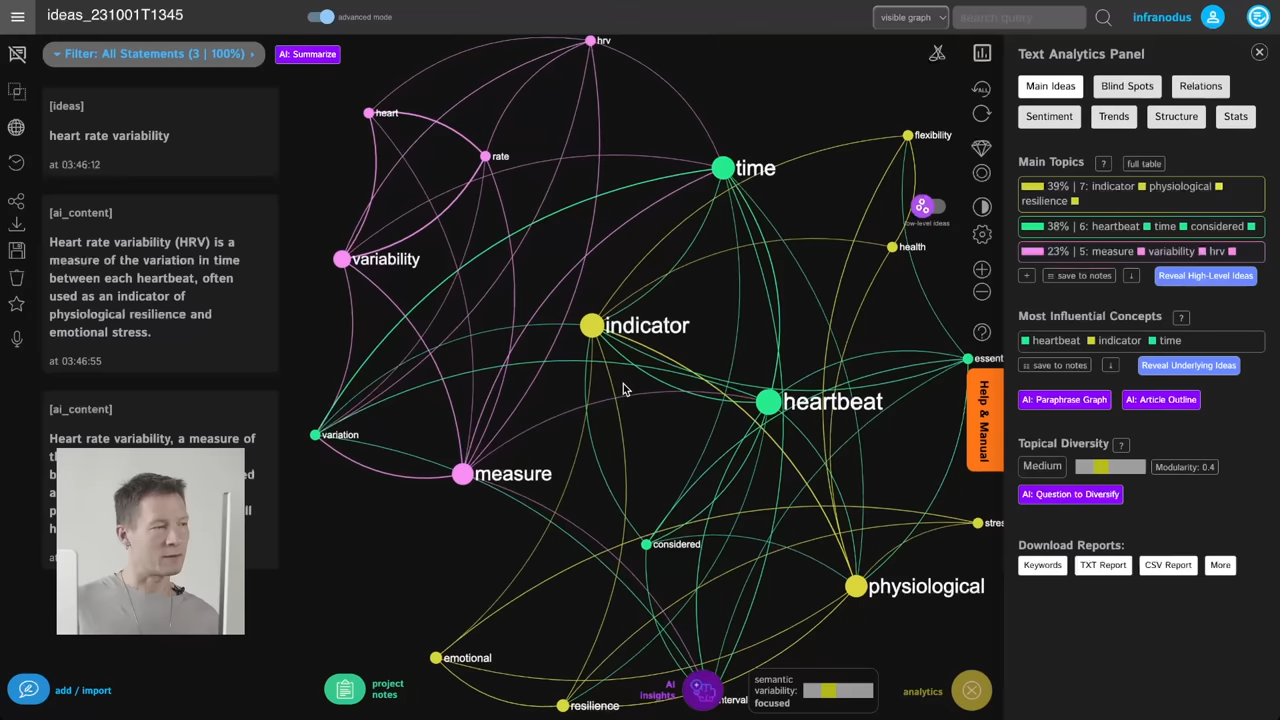 ideas_231001T1345
advanced mode
visible graph
search query
infranodus
Filter: All Statements (3 | 100%)
AI: Summarize
[ideas]
heart rate variability
at 03:46:12
[ai_content]
Heart rate variability (HRV) is a
measure of the variation in time
between each heartbeat, often
used as an indicator of
physiological resilience and
emotional stress.
at 03:46:55
[ai_content]
Heart rate variability, a measure of
hrv
heart
rate
time
flexibility
low-level ideas
health
variability
indicator
essent
heartbeat
variation
measure
stres
considered
physiological
emotional
resilience
interval
ALL
Help & Manual
Text Analytics Panel
Main Ideas
Blind Spots
Relations
Sentiment
Trends
Structure
Stats
Main Topics ? full table
39% | 7: indicator physiological
resilience
38% | 6: heartbeat time considered
23% | 5: measure variability hrv
+ save to notes ↓ Reveal High-Level Ideas
Most Influential Concepts ?
heartbeat indicator time
save to notes ↓ Reveal Underlying Ideas
AI: Paraphrase Graph
AI: Article Outline
Topical Diversity ?
Medium
Modularity: 0.4
AI: Question to Diversify
Download Reports:
Keywords
TXT Report
CSV Report
More
add / import
project
notes
AI
insights
semantic
variability:
focused
analytics